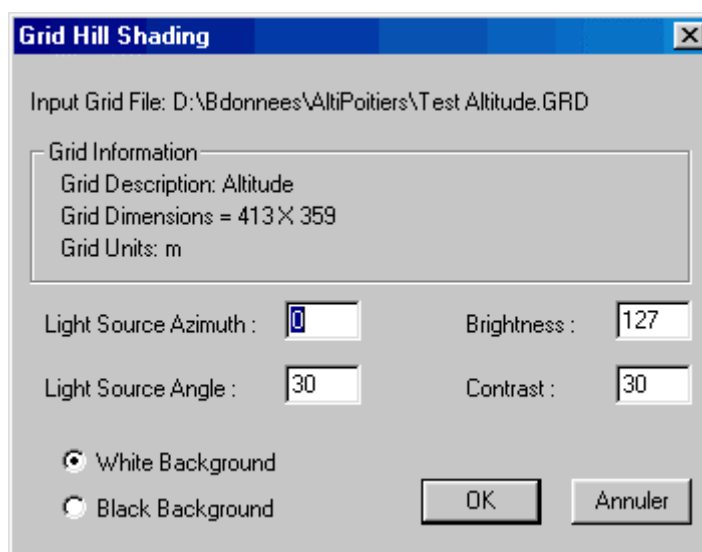 Grid Hill Shading
Input Grid File: D:\Bdonnees\AltiPoitiers\Test Altitude.GRD
Grid Information
Grid Description: Altitude
Grid Dimensions = 413 X 359
Grid Units: m
Light Source Azimuth : 0
Brightness : 127
Light Source Angle : 30
Contrast : 30
White Background
Black Background
OK
Annuler